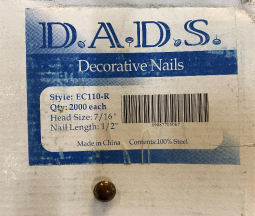 D.A.D.S.
Decorative Nails
Style: EC110-R
Qty: 2000 each
Head Size: 7/16"
Nail Length: 1/2"
Made in China Contents:100% Steel